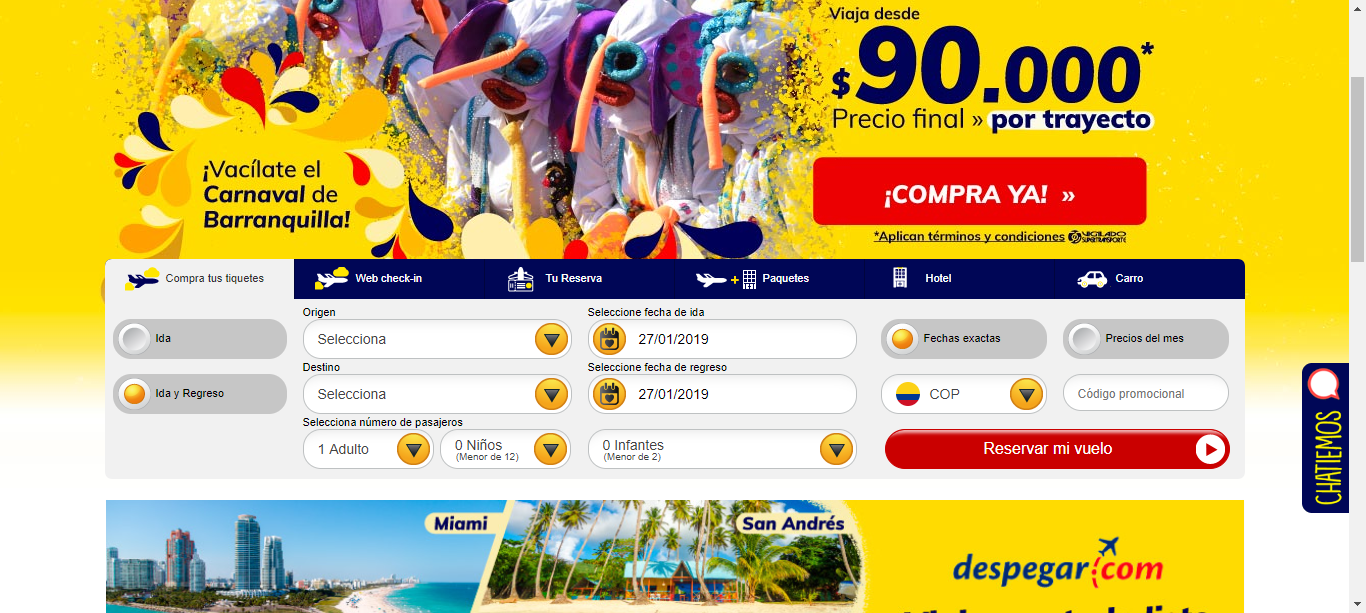 Viaja desde
$90.000*
Precio final » por trayecto
¡Vacílate el
Carnaval de
Barranquilla!
¡COMPRA YA! »
*Aplican términos y condiciones VIGILADO SUPERTRANSPORTE
Compra tus tiquetes
Web check-in
Tu Reserva
Paquetes
Hotel
Carro
Ida
Ida y Regreso
Origen
Selecciona
Destino
Selecciona
Selecciona número de pasajeros
1 Adulto
0 Niños
(Menor de 12)
0 Infantes
(Menor de 2)
Seleccione fecha de ida
27/01/2019
Seleccione fecha de regreso
27/01/2019
Fechas exactas
Precios del mes
COP
Código promocional
Reservar mi vuelo
CHATIEMOS
Miami
San Andrés
despegar.com